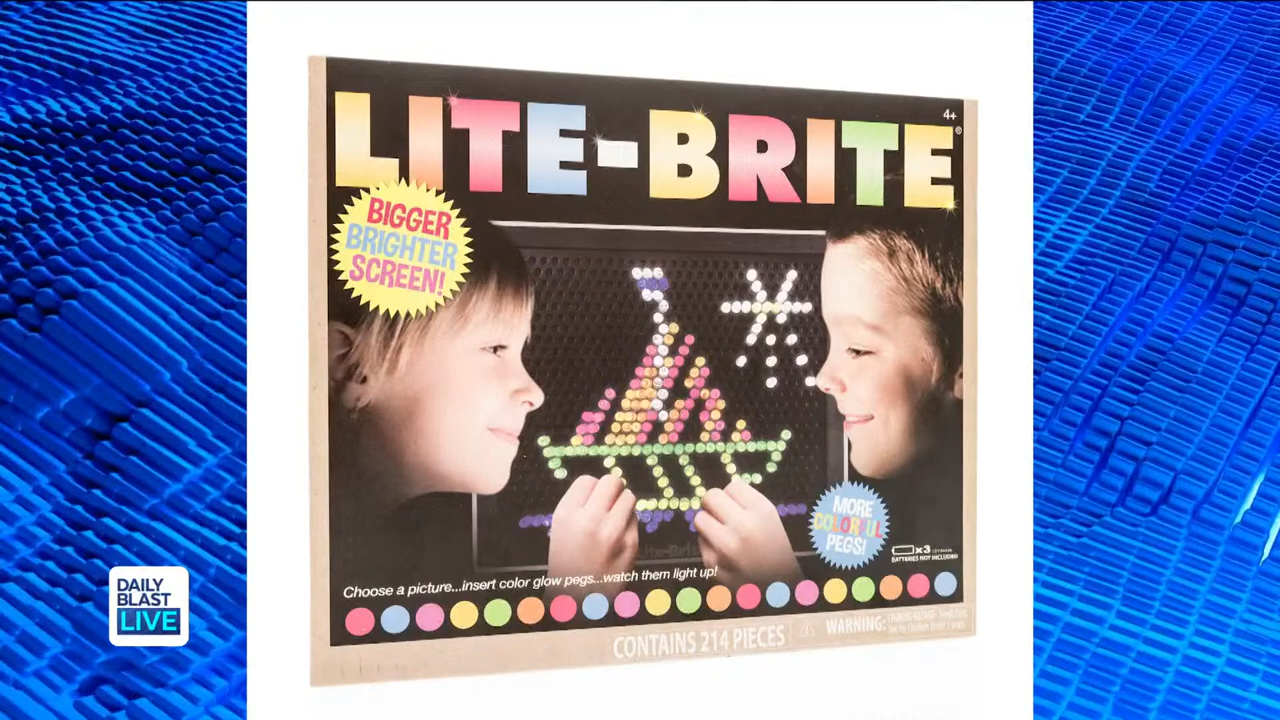 LITE-BRITE®
4+
BIGGER
BRIGHTER
SCREEN!
MORE
COLORFUL
PEGS!
x3
BATTERIES NOT INCLUDED
Choose a picture...insert color glow pegs...watch them light up!
CONTAINS 214 PIECES
WARNING:
DAILY
BLAST
LIVE